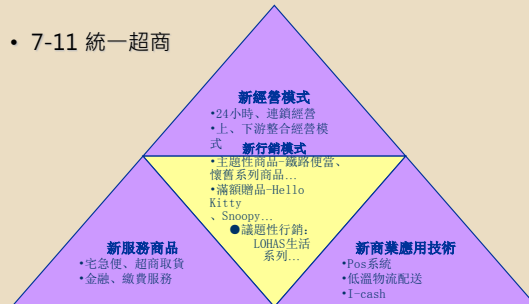 • 7-11 統一超商
新經營模式
•24小時、連鎖經營
•上、下游整合經營模
式
新行銷模式
•主題性商品-鐵路便當、
懷舊系列商品…
•滿額贈品-Hello
Kitty
、Snoopy…
●議題性行銷:
LOHAS生活
系列…
新服務商品
•宅急便、超商取貨
•金融、繳費服務
新商業應用技術
•Pos系統
•低溫物流配送
•I-cash